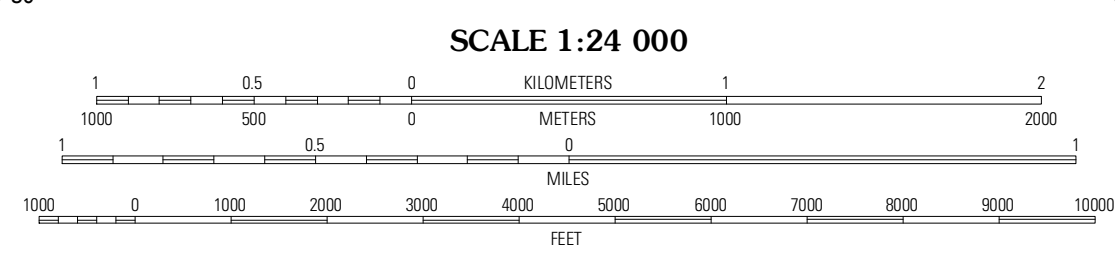 SCALE 1:24 000
1 0.5 0 KILOMETERS 1 2
1000 500 0 METERS 1000 2000
1 0.5 0 1
MILES
1000 0 1000 2000 3000 4000 5000 6000 7000 8000 9000 10000
FEET